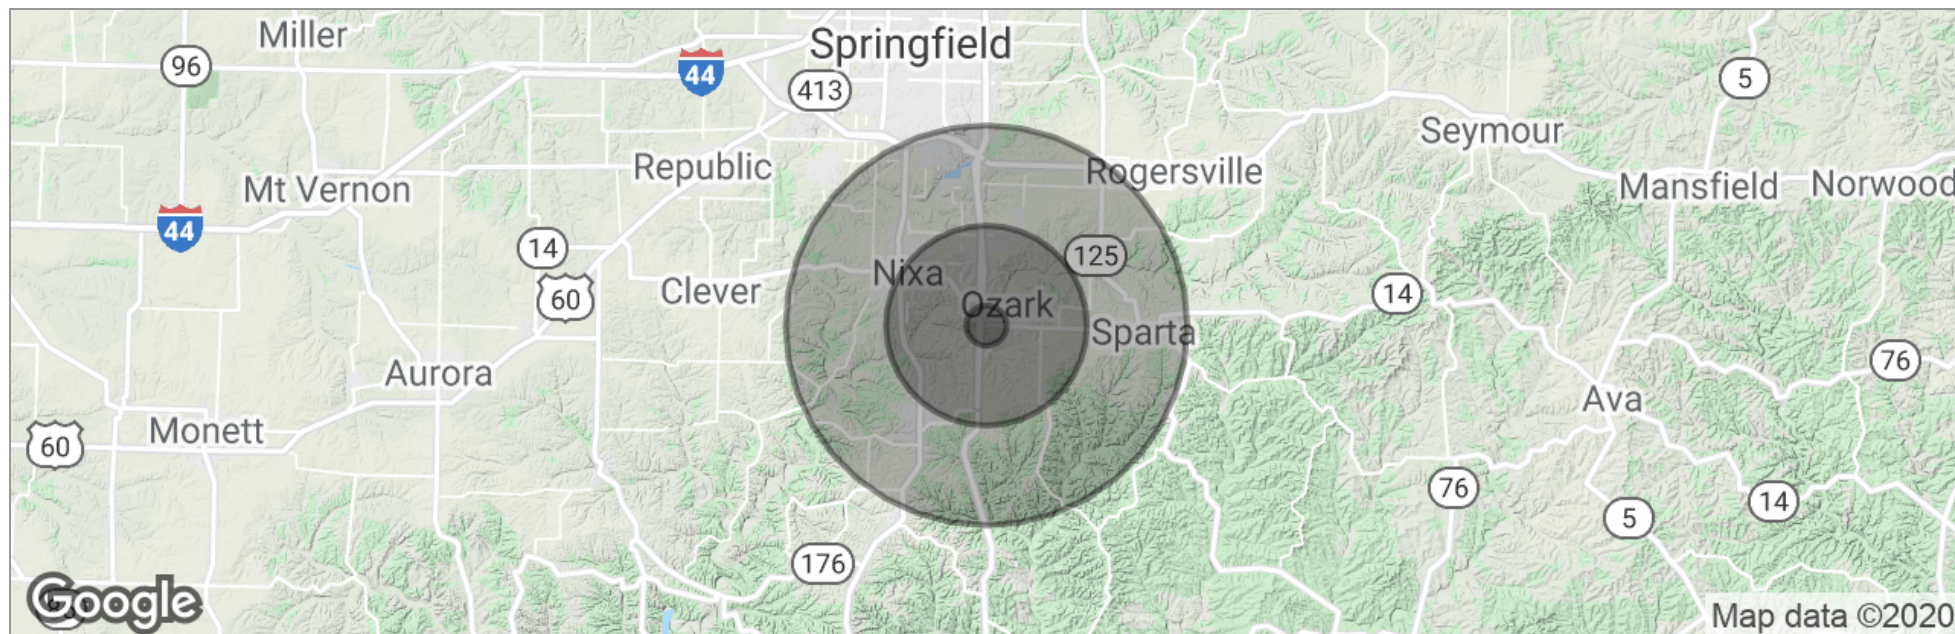 Miller
Springfield
96
44
413
5
Seymour
Republic
Rogersville
Mt Vernon
Mansfield
Norwood
44
14
125
Nixa
60
Clever
14
Ozark
Sparta
76
Aurora
Ava
Monett
60
76
14
5
176
Google
Map data ©2020